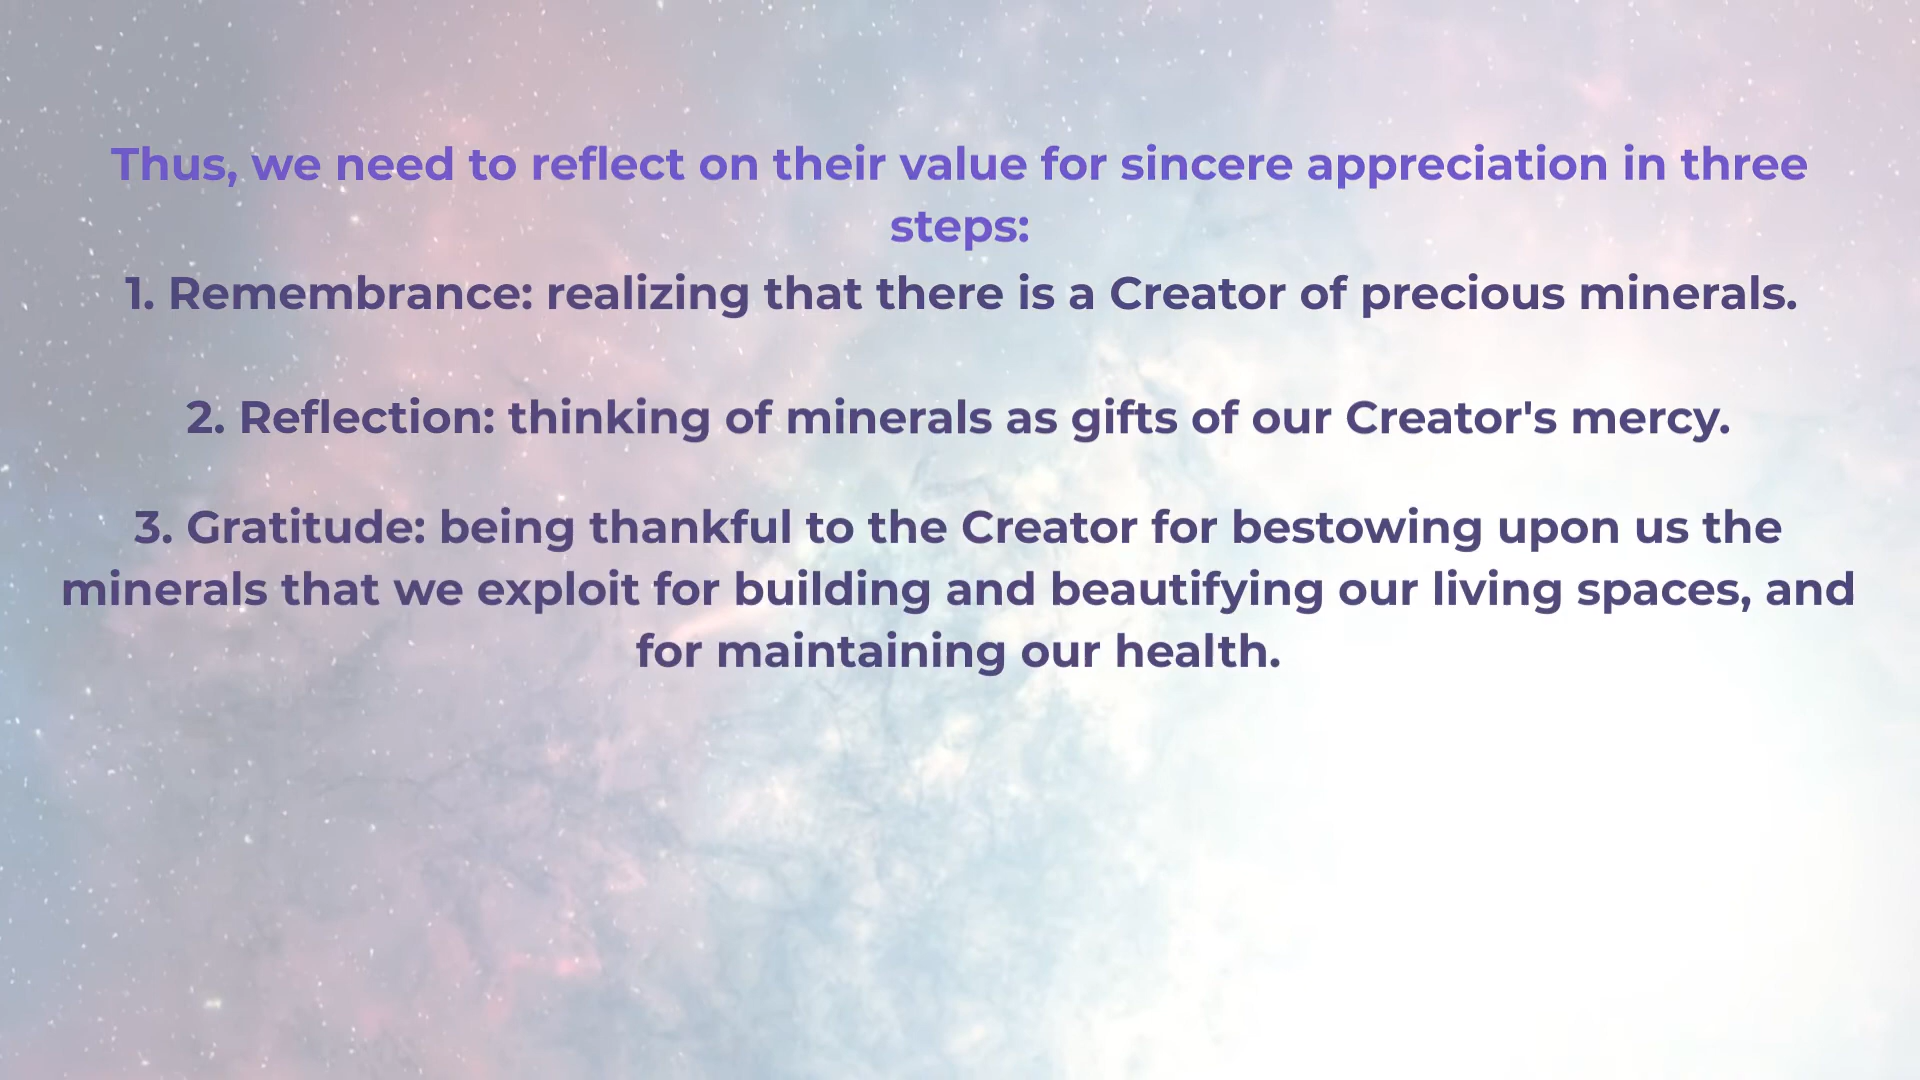 Thus, we need to reflect on their value for sincere appreciation in three
steps:
1. Remembrance: realizing that there is a Creator of precious minerals.
2. Reflection: thinking of minerals as gifts of our Creator's mercy.
3. Gratitude: being thankful to the Creator for bestowing upon us the
minerals that we exploit for building and beautifying our living spaces, and
for maintaining our health.